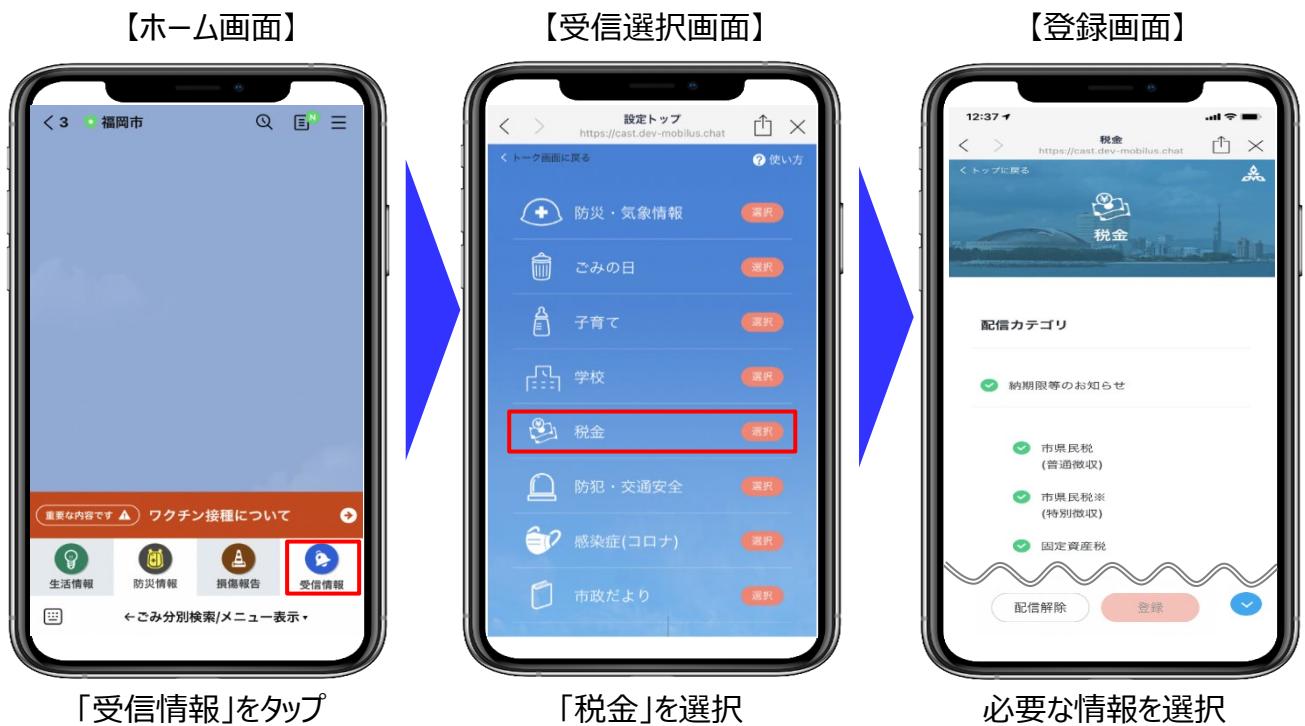 【ホーム画面】
【受信選択画面】
【登録画面】
< 3 福岡市
N
重要な内容です ワクチン接種について
生活情報
防災情報
損傷報告
受信情報
←ごみ分別検索/メニュー表示▾
「受信情報」をタップ
設定トップ
https://cast.dev-mobilus.chat
< トーク画面に戻る
? 使い方
防災・気象情報 選択
ごみの日 選択
子育て 選択
学校 選択
税金 選択
防犯・交通安全 選択
感染症(コロナ) 選択
市政だより 選択
「税金」を選択
12:37
税金
https://cast.dev-mobilus.chat
< トップに戻る
税金
配信カテゴリ
納期限等のお知らせ
市県民税
(普通徴収)
市県民税※
(特別徴収)
固定資産税
配信解除
登録
必要な情報を選択